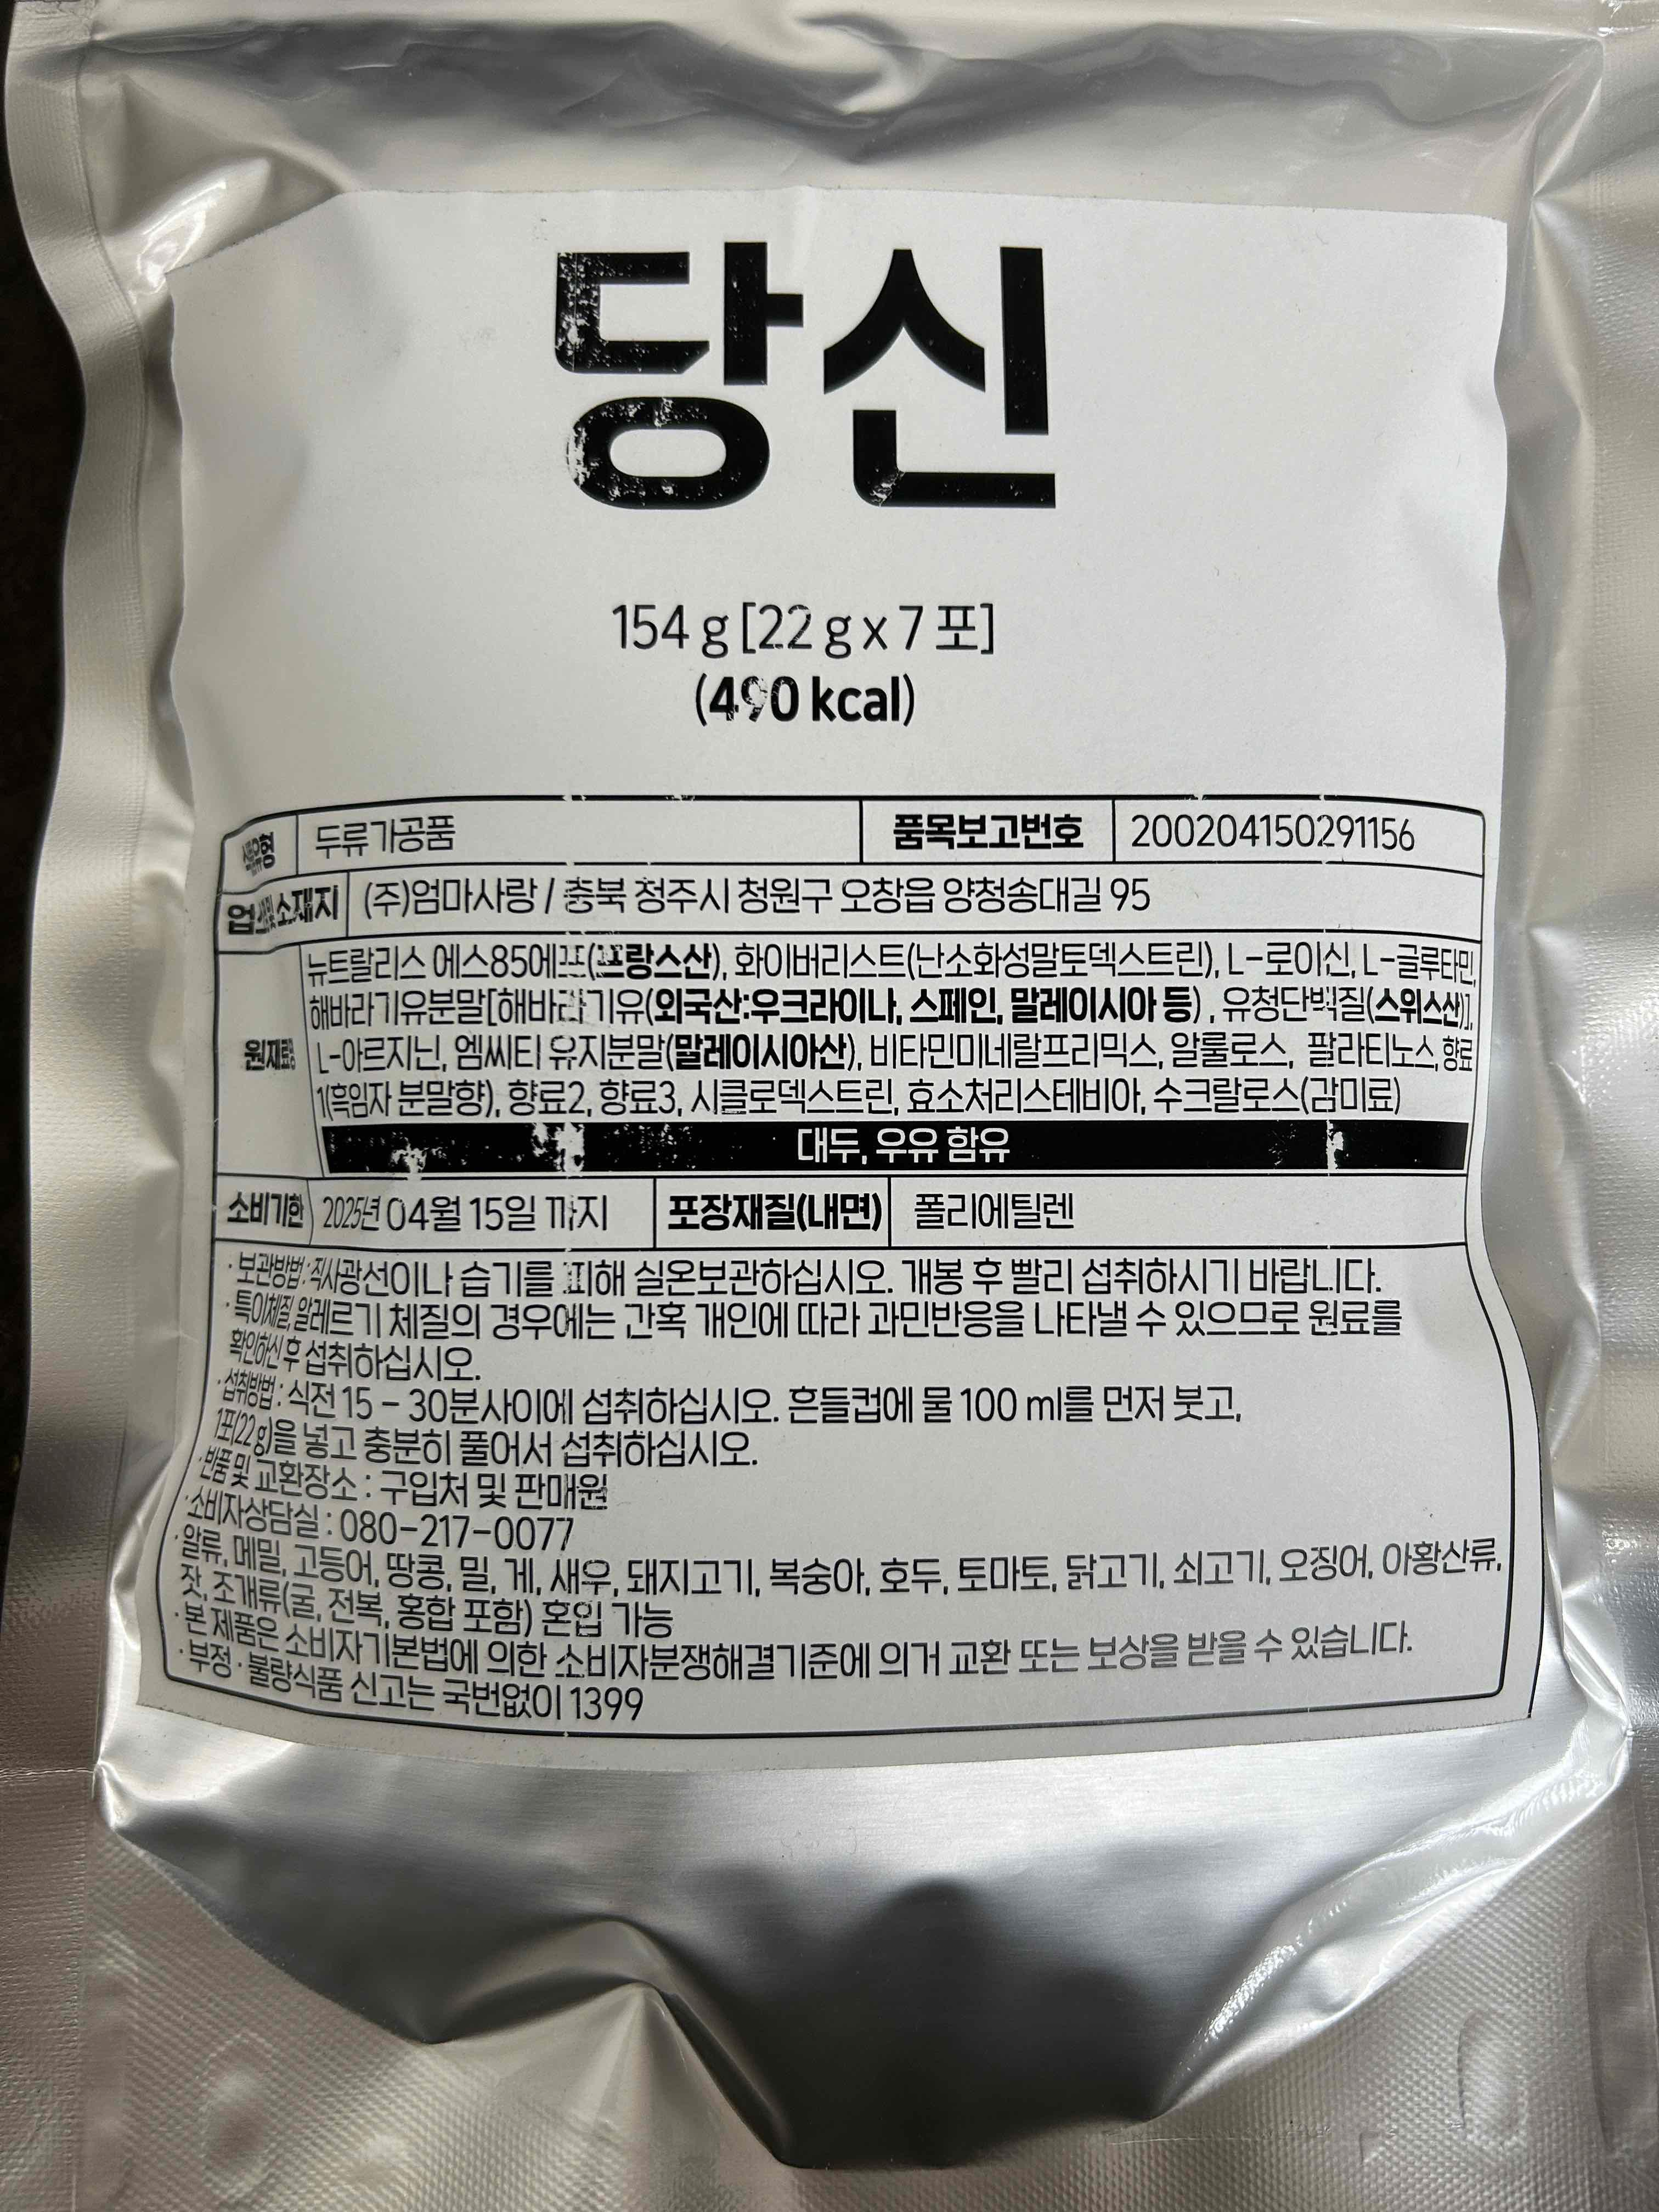 당신
154 g [22 g x 7 포]
(490 kcal)
식품유형 두류가공품 품목보고번호 200204150291156
업소명및소재지 (주)엄마사랑 / 충북 청주시 청원구 오창읍 양청송대길 95
뉴트랄리스 에스85에프(프랑스산), 화이버리스트(난소화성말토덱스트린), L-로이신, L-글루타민,
해바라기유분말[해바라기유(외국산:우크라이나, 스페인, 말레이시아 등) , 유청단백질(스위스산)],
원재료명 L-아르지닌, 엠씨티 유지분말(말레이시아산), 비타민미네랄프리믹스, 알룰로스, 팔라티노스, 향료
1(흑임자 분말향), 향료2, 향료3, 시클로덱스트린, 효소처리스테비아, 수크랄로스(감미료)
대두, 우유 함유
소비기한 2025년 04월 15일 까지 포장재질(내면) 폴리에틸렌
· 보관방법 : 직사광선이나 습기를 피해 실온보관하십시오. 개봉 후 빨리 섭취하시기 바랍니다.
· 특이체질, 알레르기 체질의 경우에는 간혹 개인에 따라 과민반응을 나타낼 수 있으므로 원료를
확인하신 후 섭취하십시오.
· 섭취방법 : 식전 15 - 30분사이에 섭취하십시오. 흔들컵에 물 100 ml를 먼저 붓고,
1포(22 g)을 넣고 충분히 풀어서 섭취하십시오.
· 반품 및 교환장소 : 구입처 및 판매원
· 소비자상담실 : 080-217-0077
· 알류, 메밀, 고등어, 땅콩, 밀, 게, 새우, 돼지고기, 복숭아, 호두, 토마토, 닭고기, 쇠고기, 오징어, 아황산류,
잣, 조개류(굴, 전복, 홍합 포함) 혼입 가능
· 본 제품은 소비자기본법에 의한 소비자분쟁해결기준에 의거 교환 또는 보상을 받을 수 있습니다.
· 부정 · 불량식품 신고는 국번없이 1399